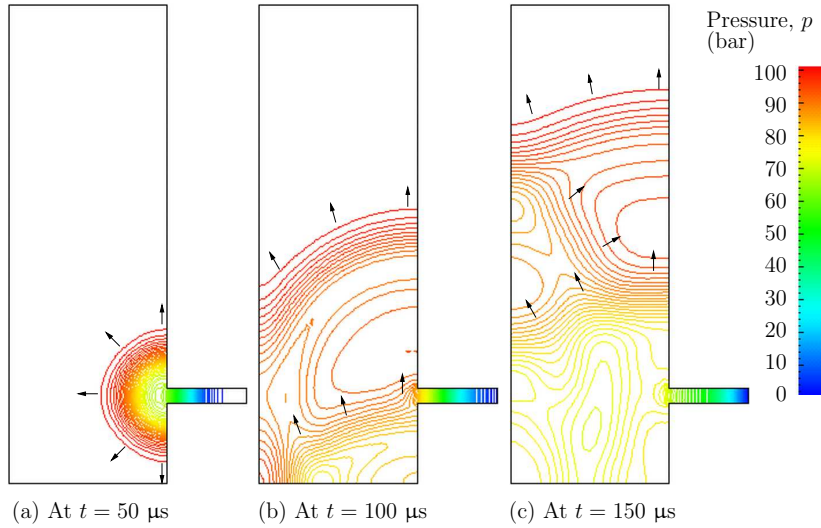 Pressure, p
(bar)
100
90
80
70
60
50
40
30
20
10
0
(a) At t = 50 μs
(b) At t = 100 μs
(c) At t = 150 μs